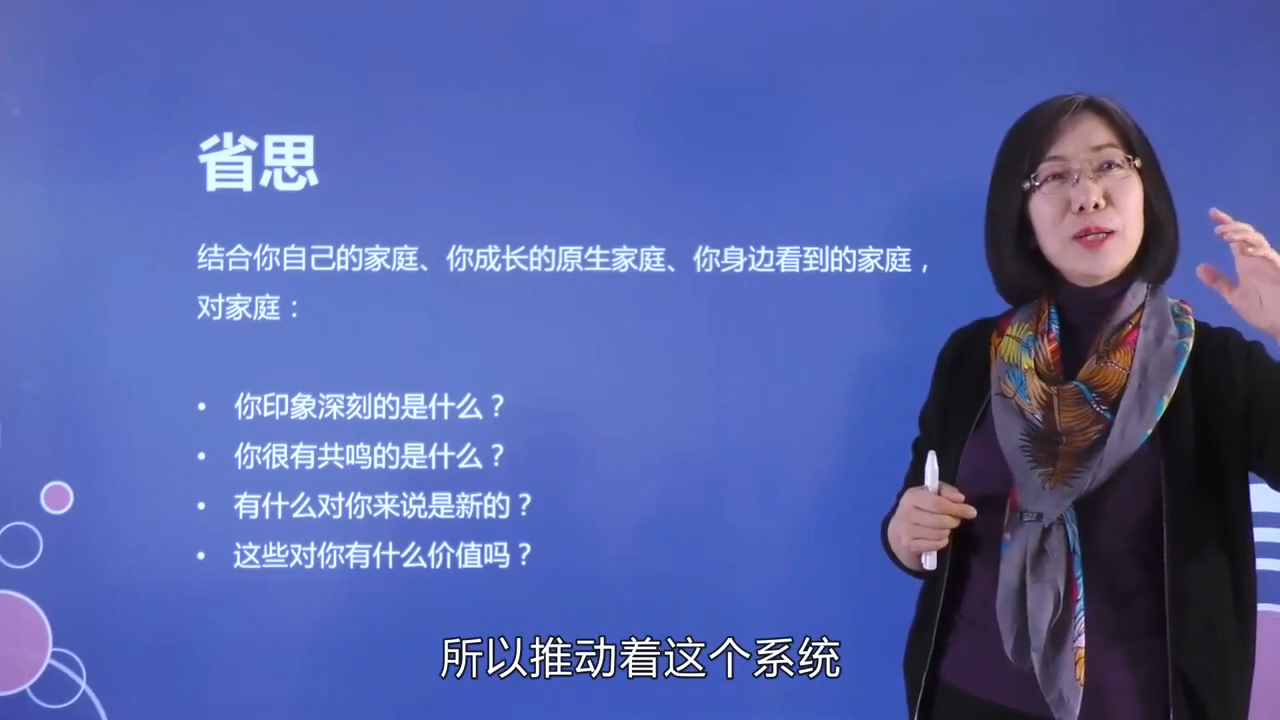 省思
结合你自己的家庭、你成长的原生家庭、你身边看到的家庭，
对家庭：
• 你印象深刻的是什么？
• 你很有共鸣的是什么？
• 有什么对你来说是新的？
• 这些对你有什么价值吗？
所以推动着这个系统